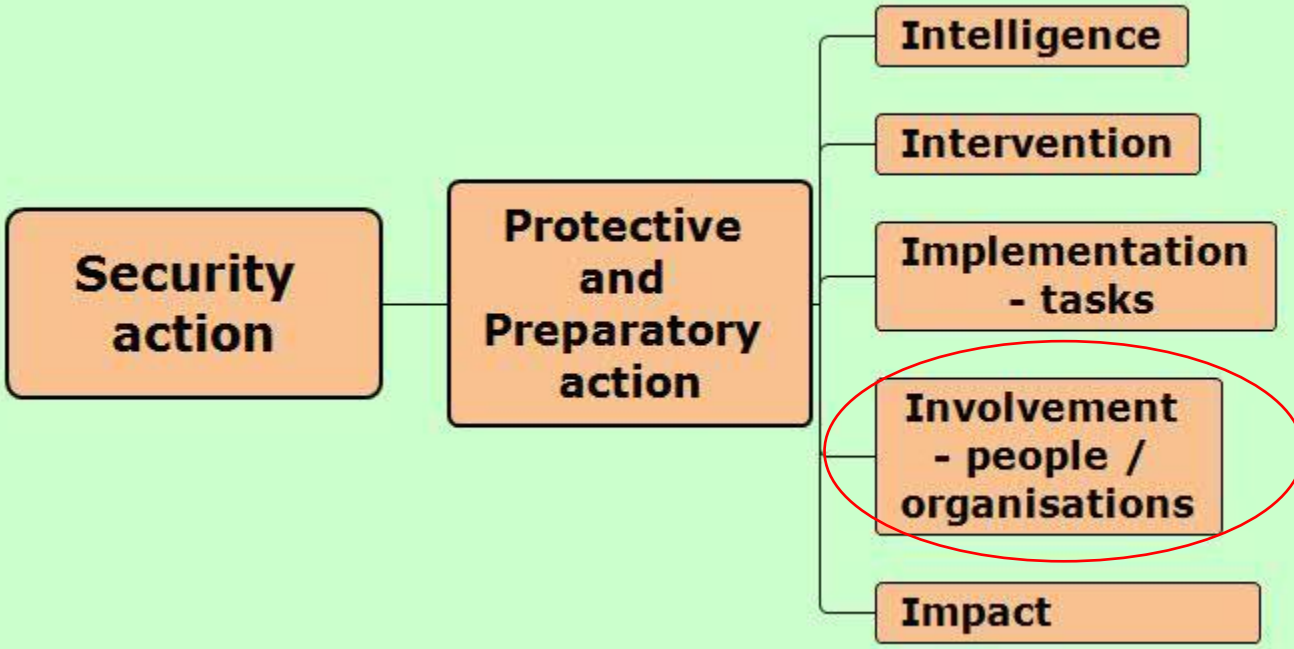 Security
action
Protective
and
Preparatory
action
Intelligence
Intervention
Implementation
- tasks
Involvement
- people /
organisations
Impact